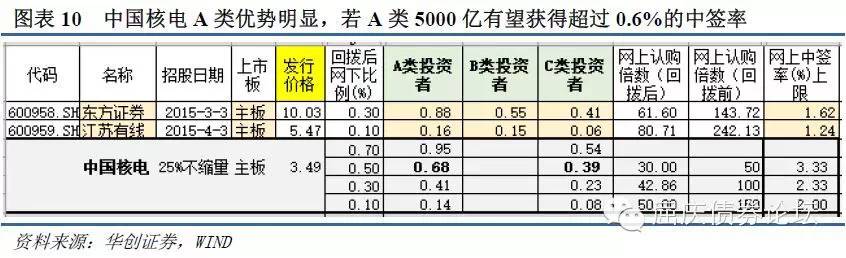 图表 10 中国核电 A 类优势明显，若 A 类 5000 亿有望获得超过 0.6%的中签率
代码 名称 招股日期 上市板 发行价格 回拨后网下比例(%) A类投资者 B类投资者 C类投资者 网上认购倍数（回拨后） 网上认购倍数（回拨前） 网上中签率(%)上限
600958.SH 东方证券 2015-3-3 主板 10.03 0.30 0.88 0.55 0.41 61.60 143.72 1.62
600959.SH 江苏有线 2015-4-3 主板 5.47 0.10 0.16 0.15 0.06 80.71 242.13 1.24
0.70 0.95 0.54
中国核电 25%不缩量 主板 3.49 0.50 0.68 0.39 30.00 50 3.33
0.30 0.41 0.23 42.86 100 2.33
0.10 0.14 0.08 50.00 150 2.00
屈庆债券论坛
资料来源：华创证券，WIND